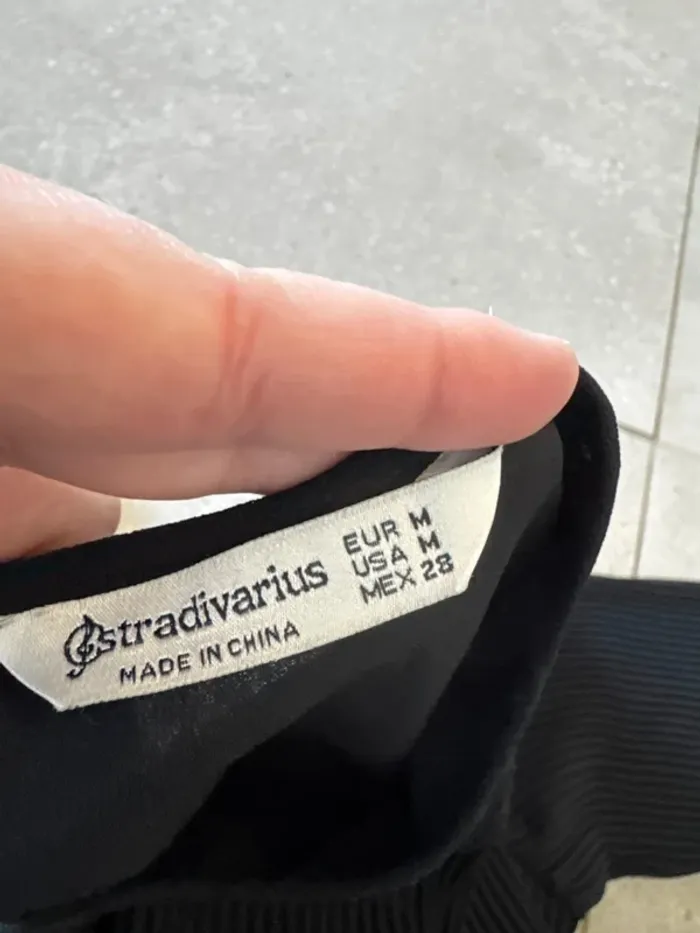 stradivarius
MADE IN CHINA
EUR M
USA M
MEX 28